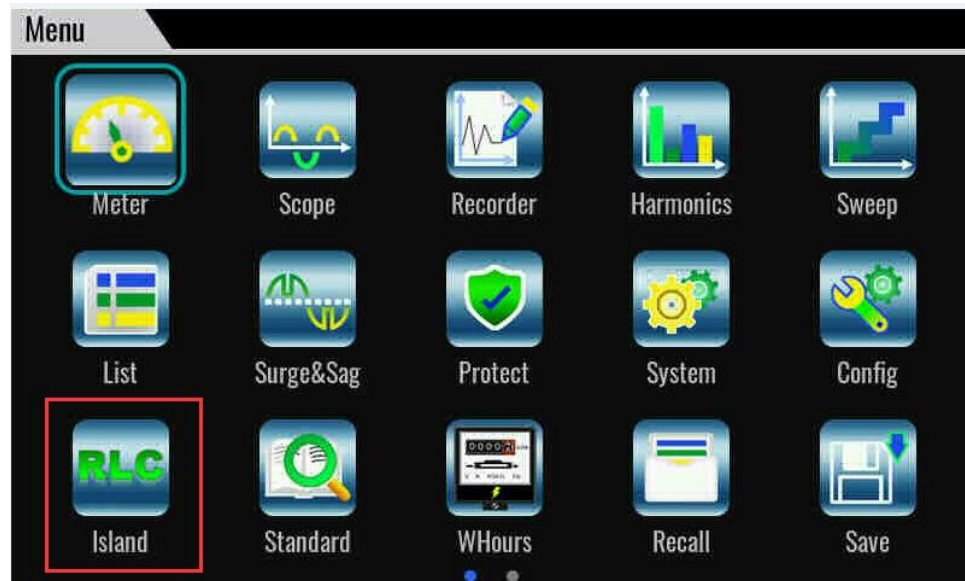 Menu
Meter Scope Recorder Harmonics Sweep
List Surge&Sag Protect System Config
RLC
Island Standard WHours Recall Save